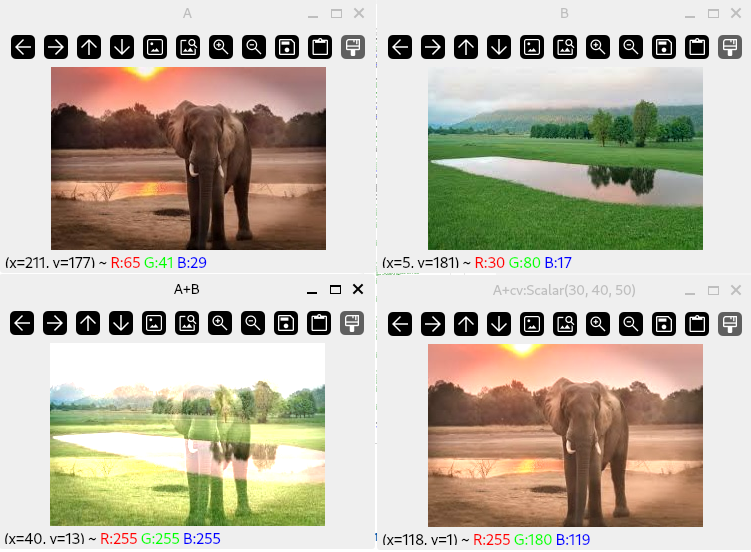 A
B
(x=211, y=177) ~ R:65 G:41 B:29
(x=5, y=181) ~ R:30 G:80 B:17
A+B
A+cv:Scalar(30, 40, 50)
(x=40, y=13) ~ R:255 G:255 B:255
(x=118, y=1) ~ R:255 G:180 B:119